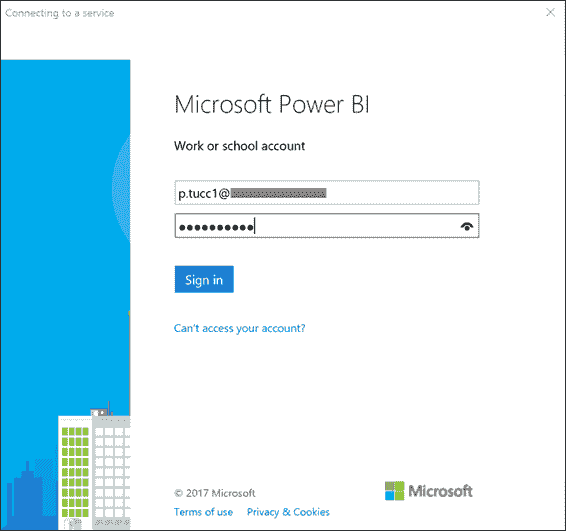 Connecting to a service
Microsoft Power BI
Work or school account
p.tucc1@
Sign in
Can't access your account?
© 2017 Microsoft
Microsoft
Terms of use Privacy & Cookies